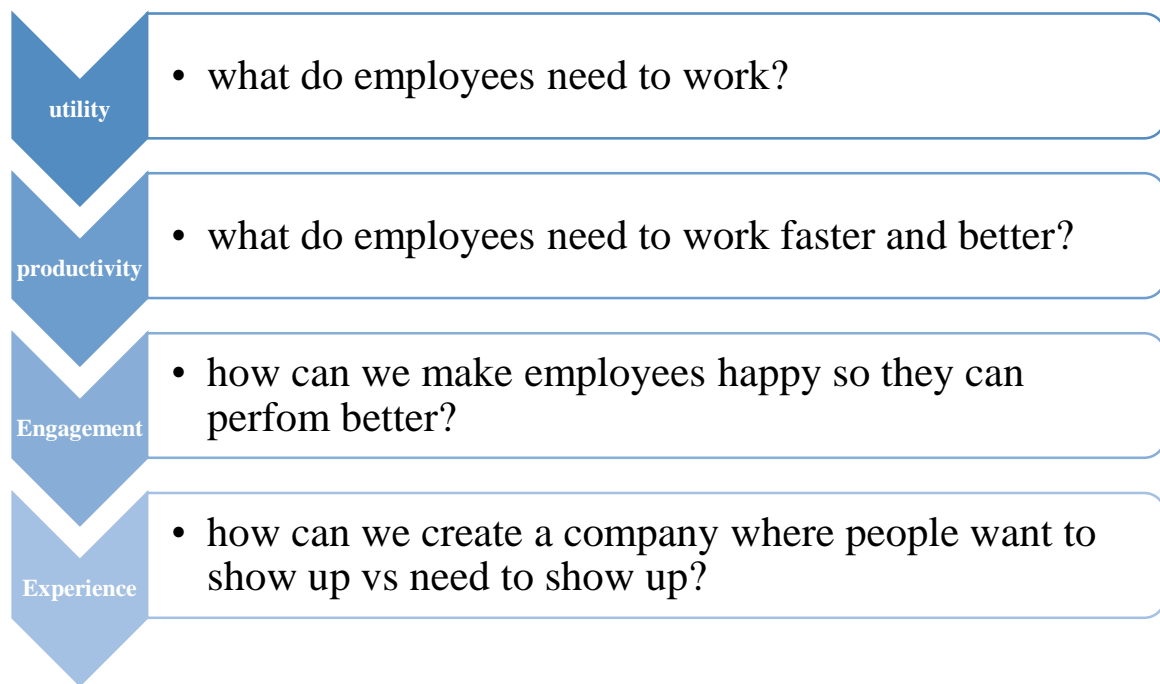 utility
• what do employees need to work?
productivity
• what do employees need to work faster and better?
Engagement
• how can we make employees happy so they can
perfom better?
Experience
• how can we create a company where people want to
show up vs need to show up?